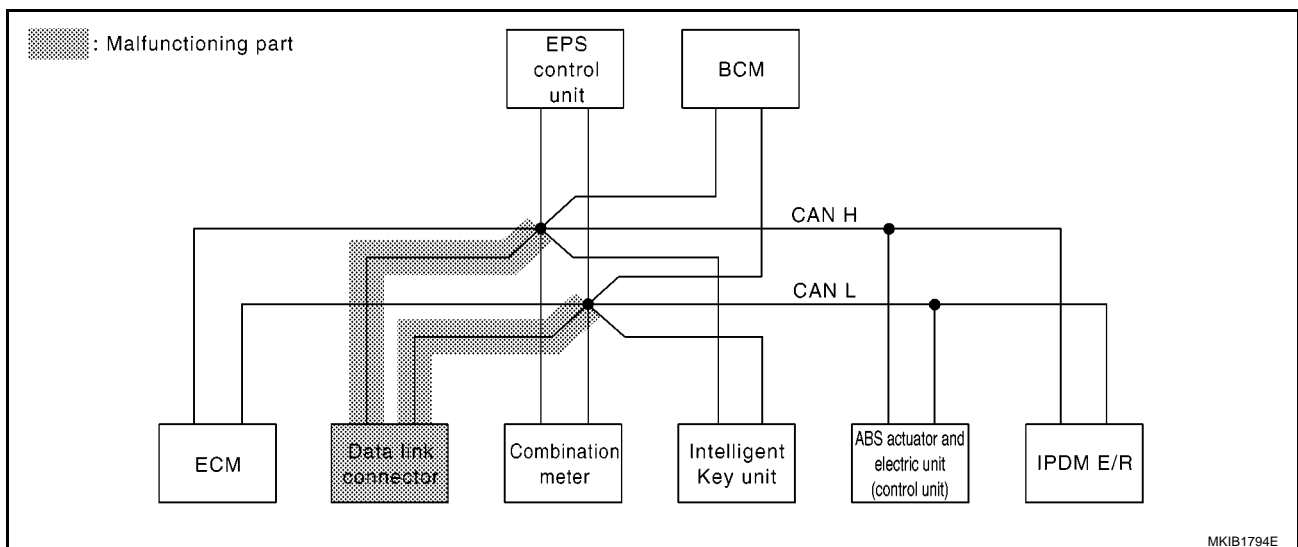 : Malfunctioning part
EPS
control
unit
BCM
CAN H
CAN L
ECM
Data link
connector
Combination
meter
Intelligent
Key unit
ABS actuator and
electric unit
(control unit)
IPDM E/R
MKIB1794E